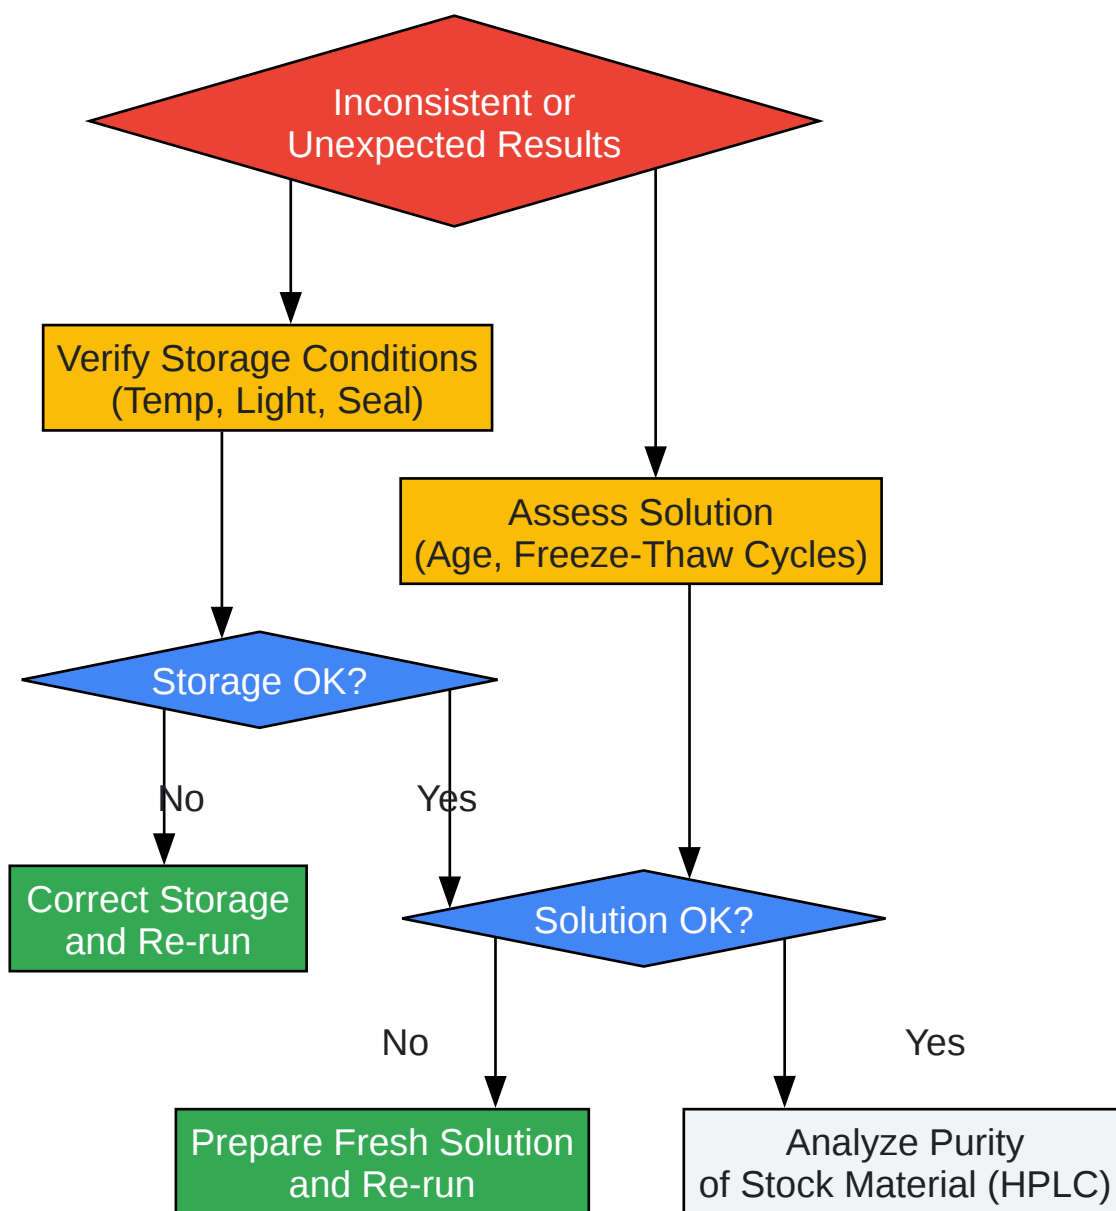 Inconsistent or
Unexpected Results
Verify Storage Conditions
(Temp, Light, Seal)
Assess Solution
(Age, Freeze-Thaw Cycles)
Storage OK?
No
Yes
Correct Storage
and Re-run
Solution OK?
No
Yes
Prepare Fresh Solution
and Re-run
Analyze Purity
of Stock Material (HPLC)